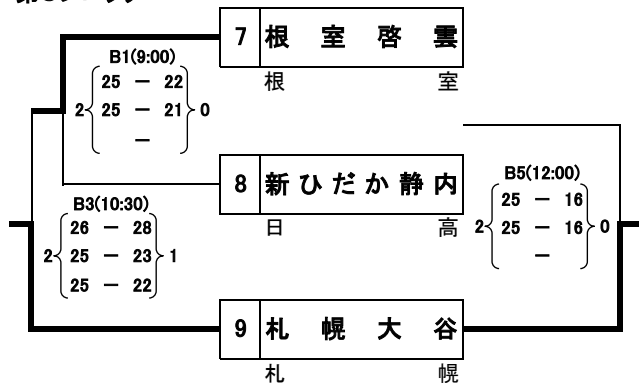 7 根室啓雲
根室
B1(9:00)
25 － 22
2 25 － 21 0
－
8 新ひだか静内
日高
B3(10:30)
26 － 28
2 25 － 23 1
25 － 22
B5(12:00)
25 － 16
2 25 － 16 0
－
9 札幌大谷
札幌